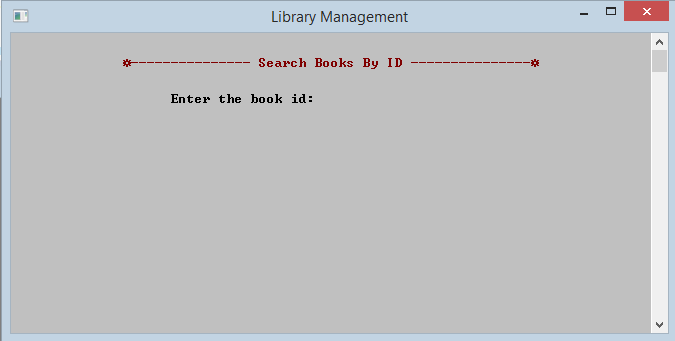 Library Management
*--------------- Search Books By ID ---------------*
Enter the book id: